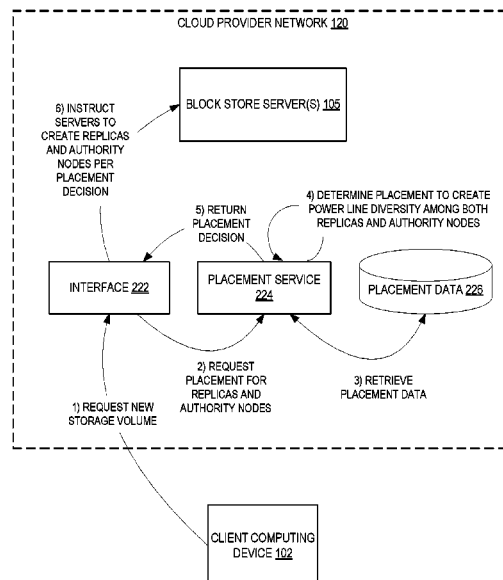 CLOUD PROVIDER NETWORK 120
BLOCK STORE SERVER(S) 105
6) INSTRUCT
SERVERS TO
CREATE REPLICAS
AND AUTHORITY
NODES PER
PLACEMENT
DECISION
5) RETURN
PLACEMENT
DECISION
4) DETERMINE PLACEMENT TO CREATE
POWER LINE DIVERSITY AMONG BOTH
REPLICAS AND AUTHORITY NODES
INTERFACE 222
PLACEMENT SERVICE
224
PLACEMENT DATA 226
2) REQUEST
PLACEMENT FOR
REPLICAS AND
AUTHORITY NODES
3) RETRIEVE
PLACEMENT DATA
1) REQUEST NEW
STORAGE VOLUME
CLIENT COMPUTING
DEVICE 102